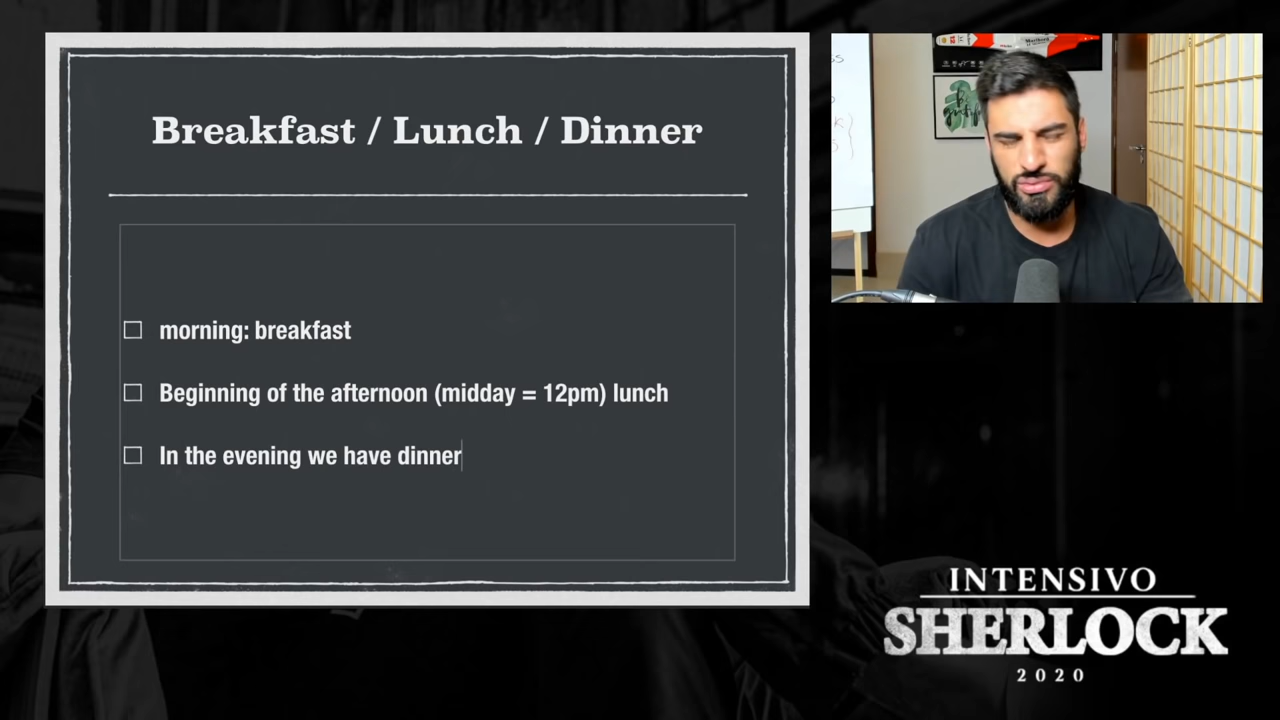 Breakfast / Lunch / Dinner
morning: breakfast
Beginning of the afternoon (midday = 12pm) lunch
In the evening we have dinner
Marlboro
INTENSIVO
SHERLOCK
2020